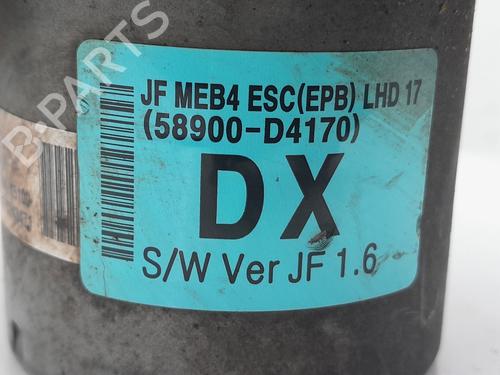 JF MEB4 ESC(EPB) LHD 17
(58900-D4170)
DX
S/W Ver JF 1.6
B-PARTS